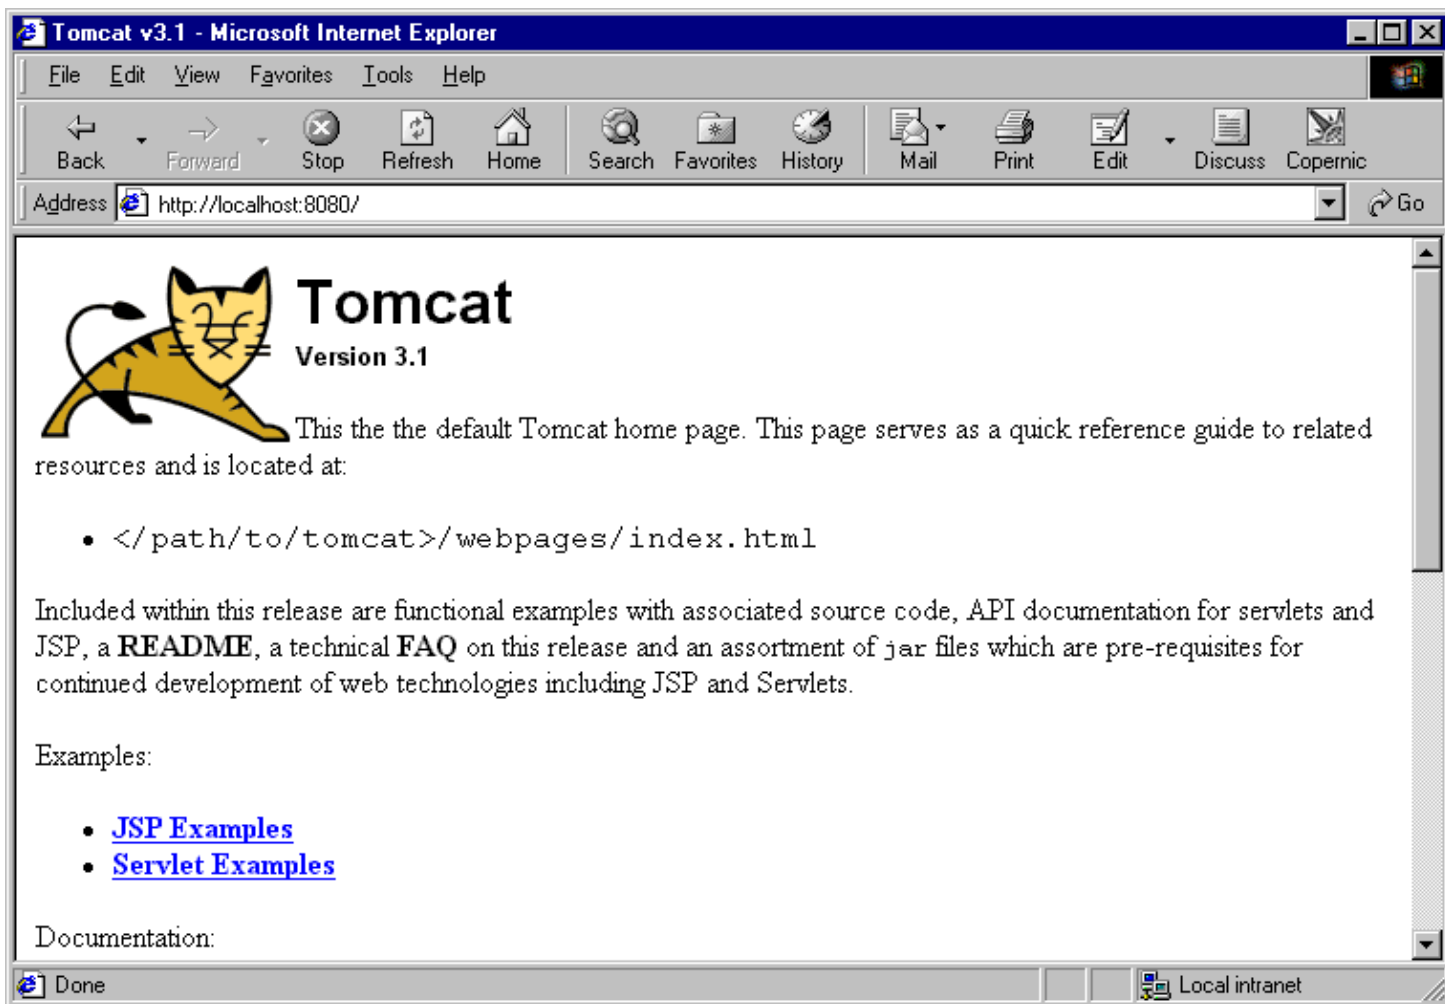 Tomcat v3.1 - Microsoft Internet Explorer
File Edit View Favorites Tools Help
Back Forward Stop Refresh Home Search Favorites History Mail Print Edit Discuss Copernic
Address http://localhost:8080/ Go
Tomcat
Version 3.1
This the the default Tomcat home page. This page serves as a quick reference guide to related
resources and is located at:
• </path/to/tomcat>/webpages/index.html
Included within this release are functional examples with associated source code, API documentation for servlets and
JSP, a README, a technical FAQ on this release and an assortment of jar files which are pre-requisites for
continued development of web technologies including JSP and Servlets.
Examples:
• JSP Examples
• Servlet Examples
Documentation:
Done Local intranet